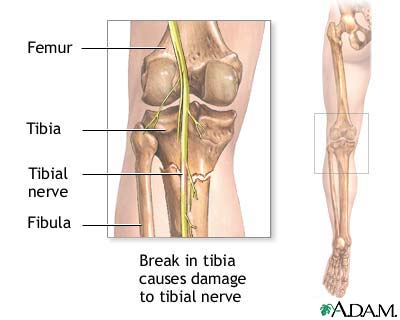 Femur
Tibia
Tibial
nerve
Fibula
Break in tibia
causes damage
to tibial nerve
A.D.A.M.